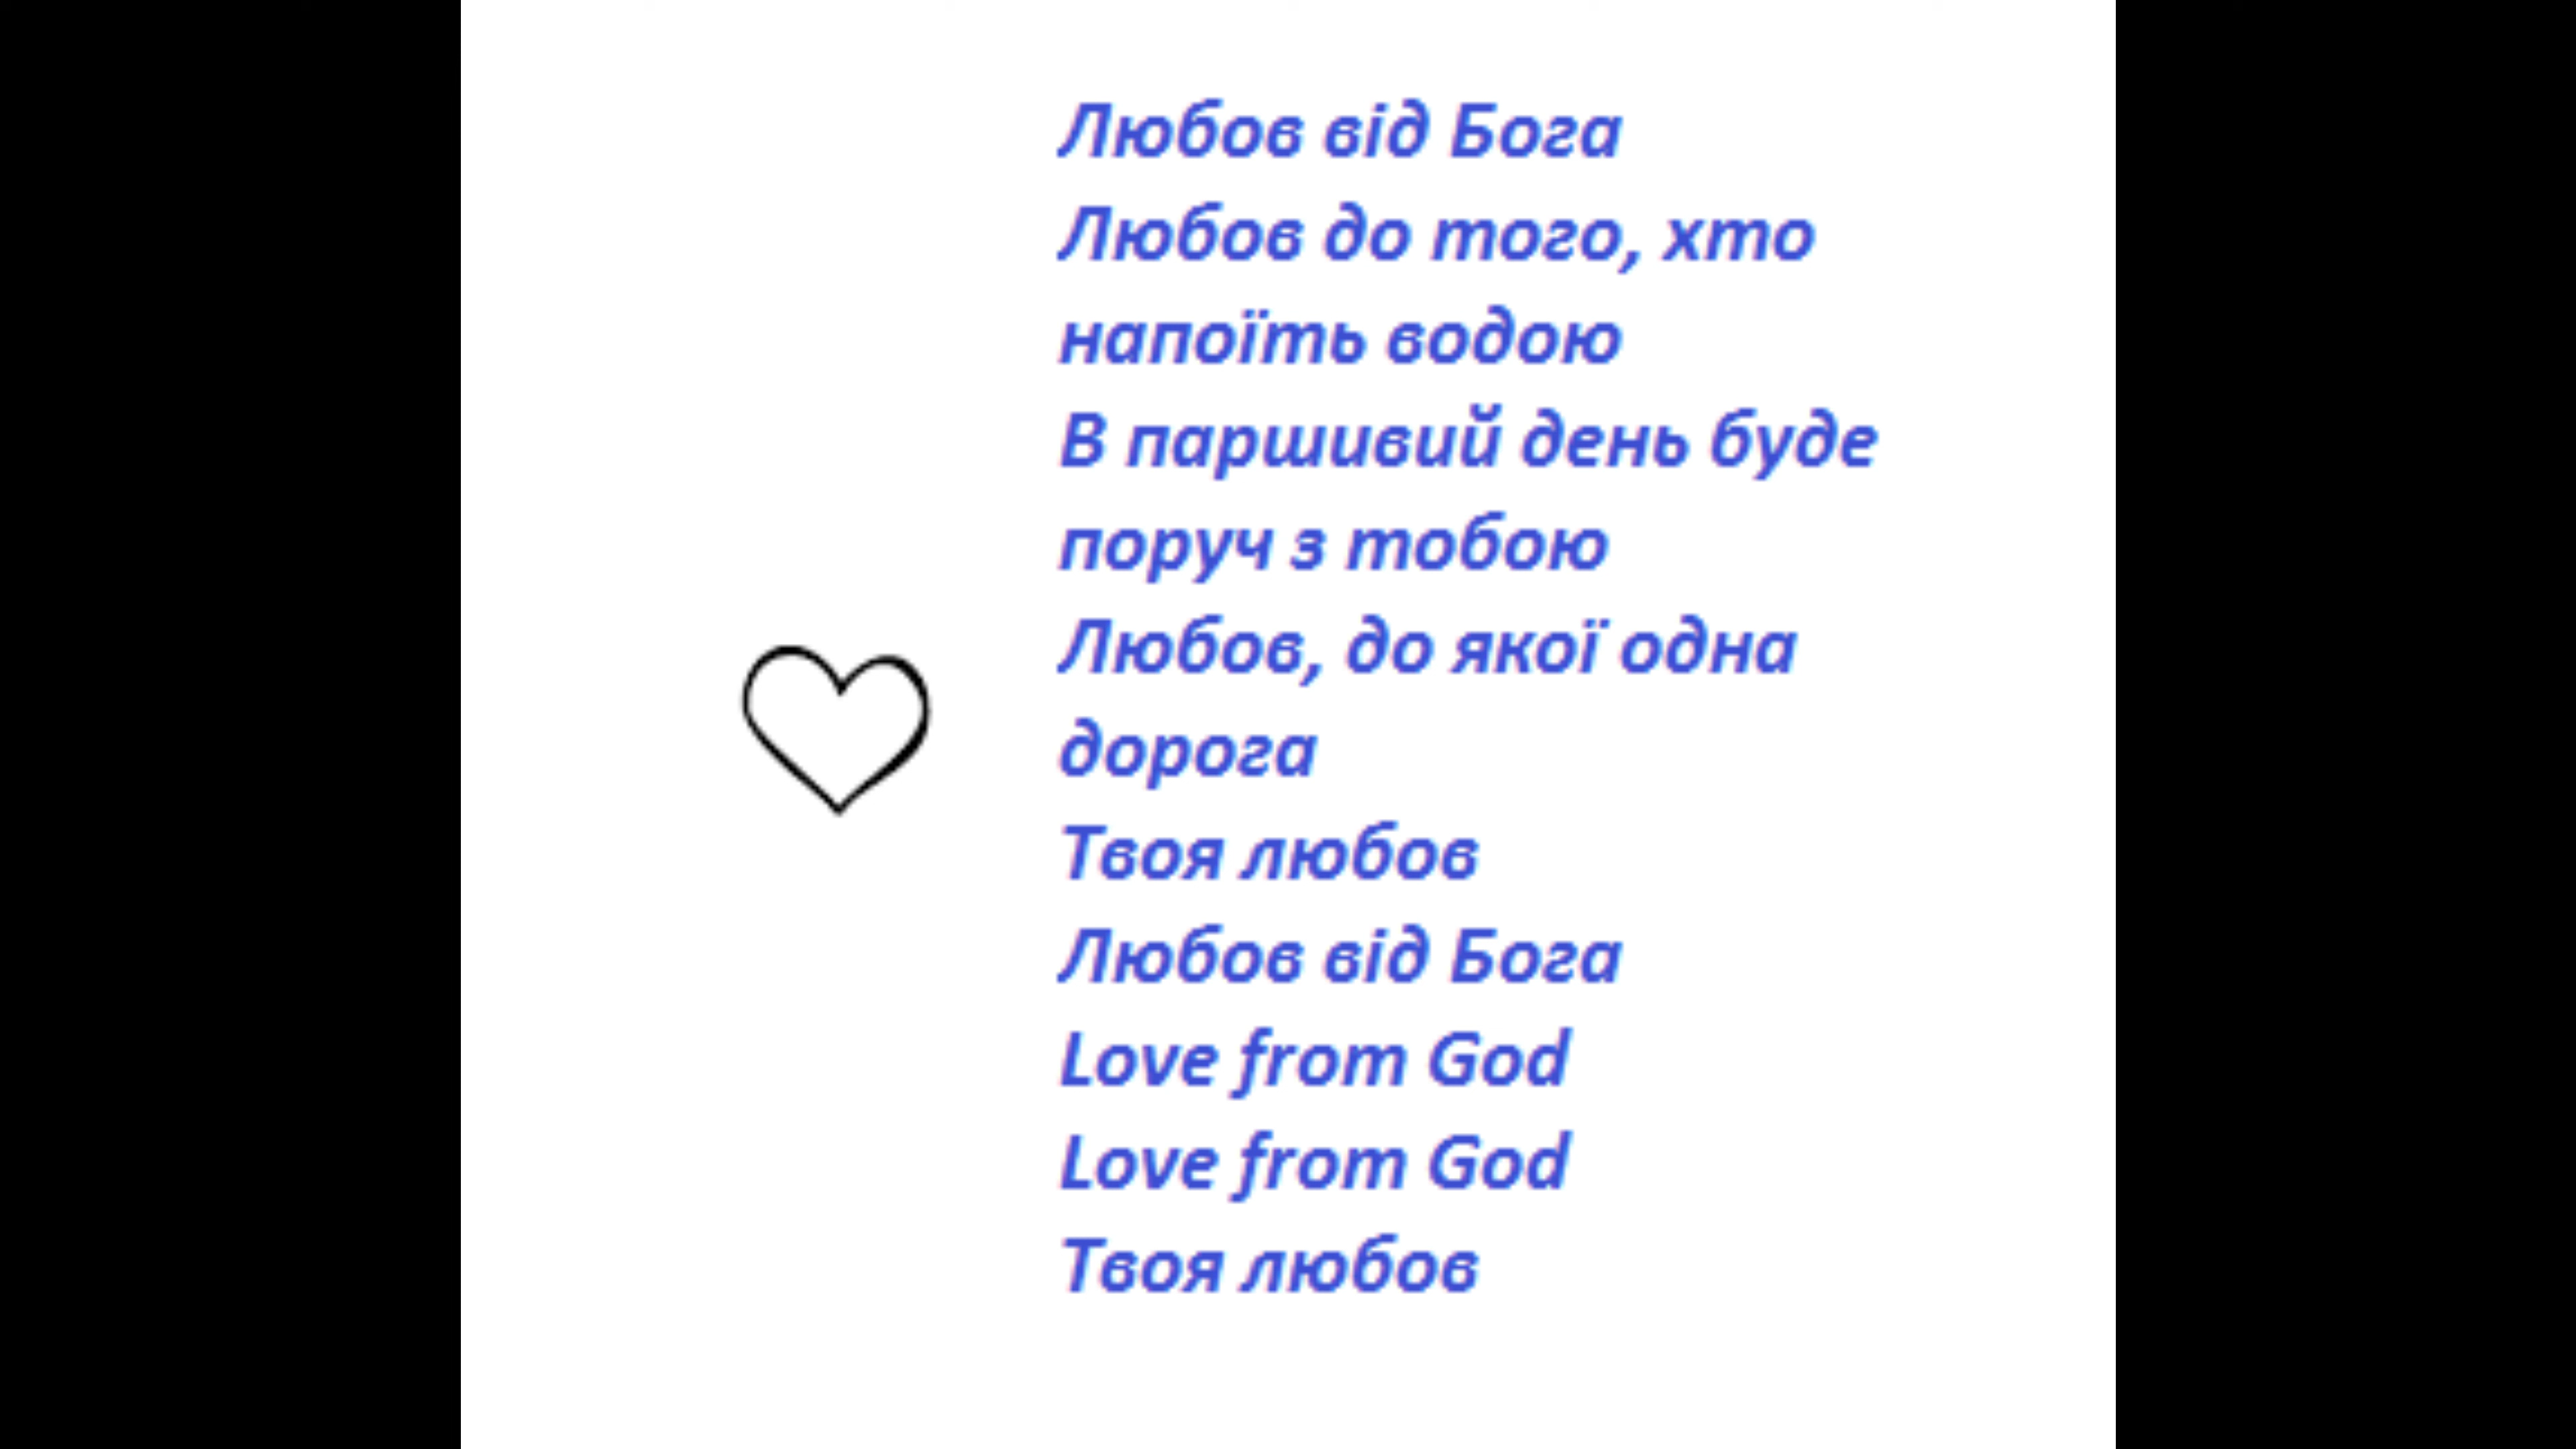 Любов від Бога
Любов до того, хто
напоїть водою
В паршивий день буде
поруч з тобою
Любов, до якої одна
дорога
Твоя любов
Любов від Бога
Love from God
Love from God
Твоя любов